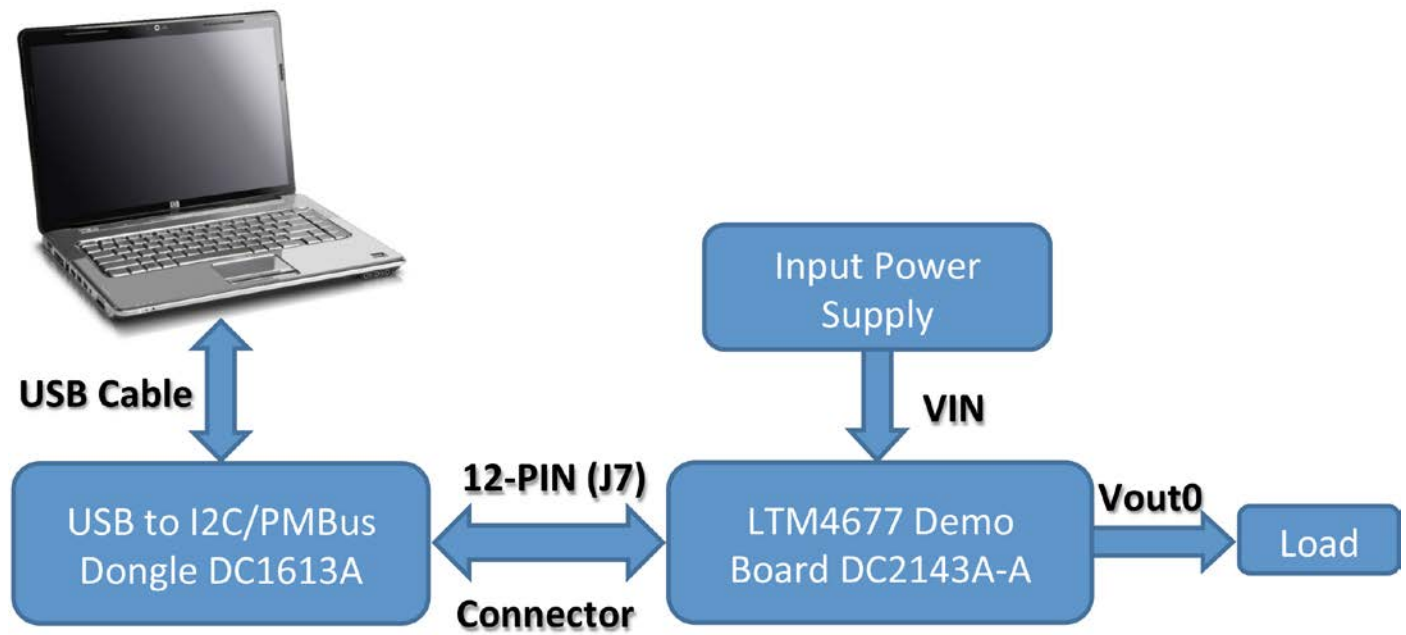 Input Power
Supply
USB Cable
VIN
12-PIN (J7)
Vout0
USB to I2C/PMBus
Dongle DC1613A
LTM4677 Demo
Board DC2143A-A
Load
Connector